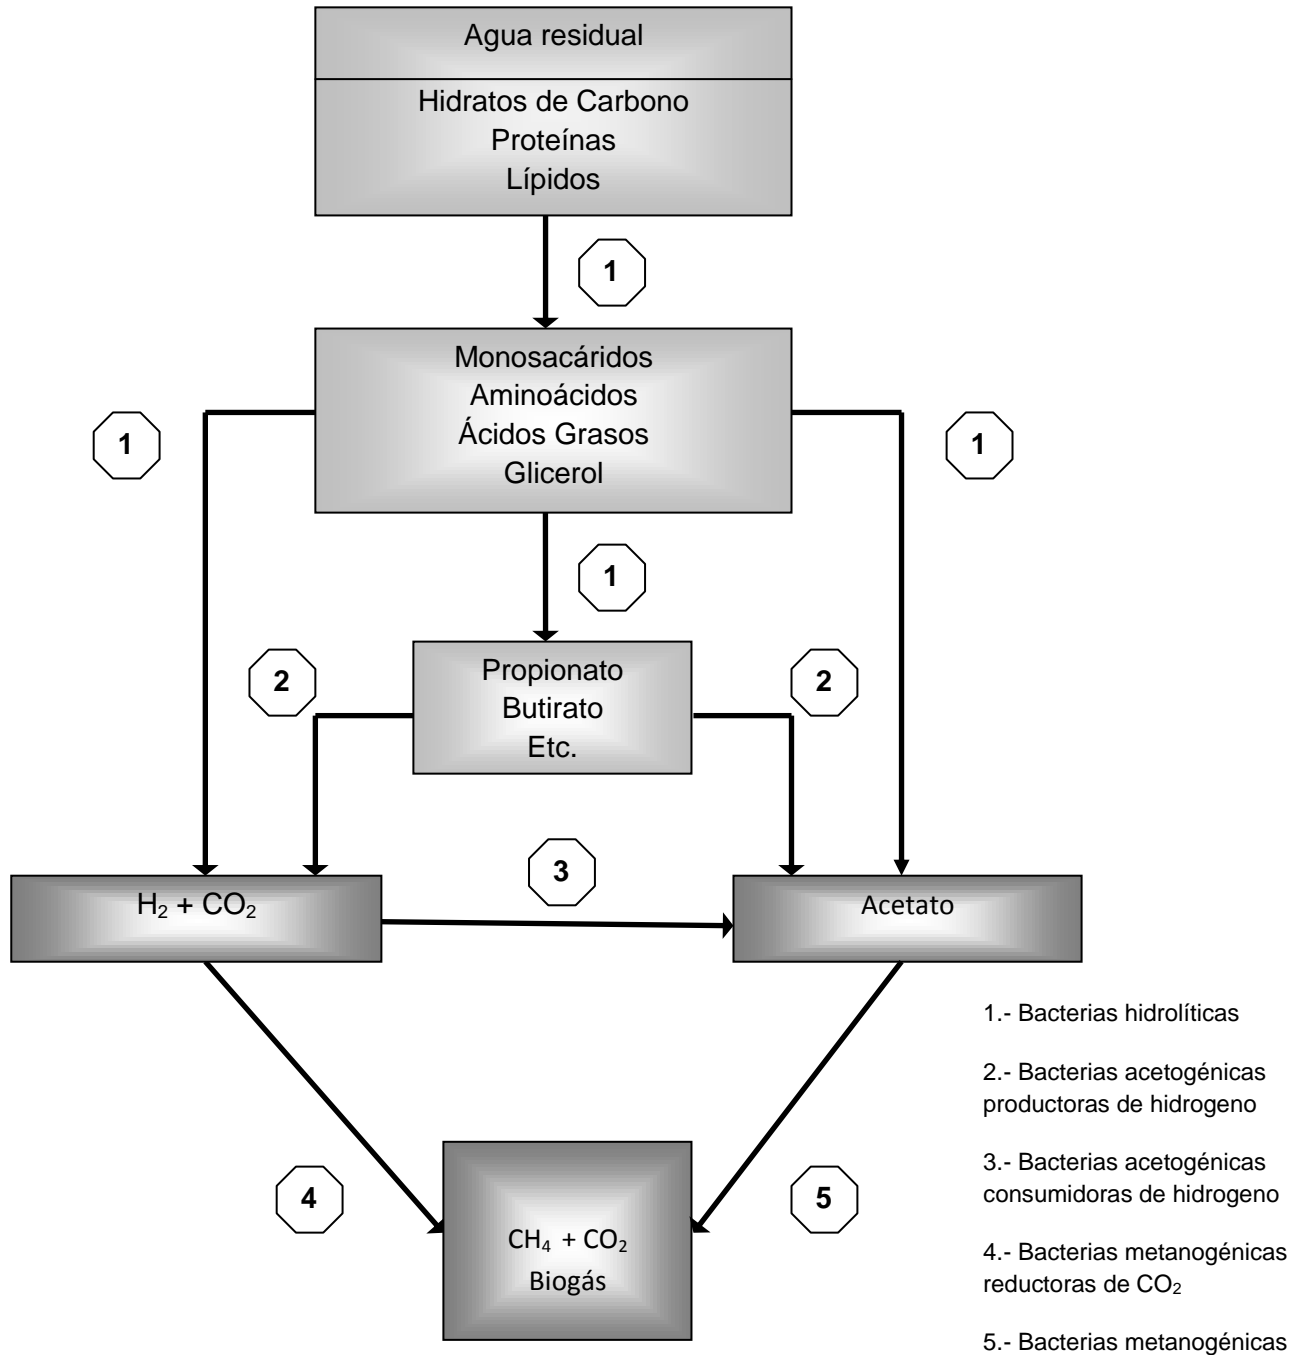 Agua residual
Hidratos de Carbono
Proteínas
Lípidos
1
Monosacáridos
Aminoácidos
Ácidos Grasos
Glicerol
1
1
1
Propionato
Butirato
Etc.
2
2
3
H₂ + CO₂
Acetato
4
5
CH₄ + CO₂
Biogás
1.- Bacterias hidrolíticas
2.- Bacterias acetogénicas
productoras de hidrogeno
3.- Bacterias acetogénicas
consumidoras de hidrogeno
4.- Bacterias metanogénicas
reductoras de CO₂
5.- Bacterias metanogénicas